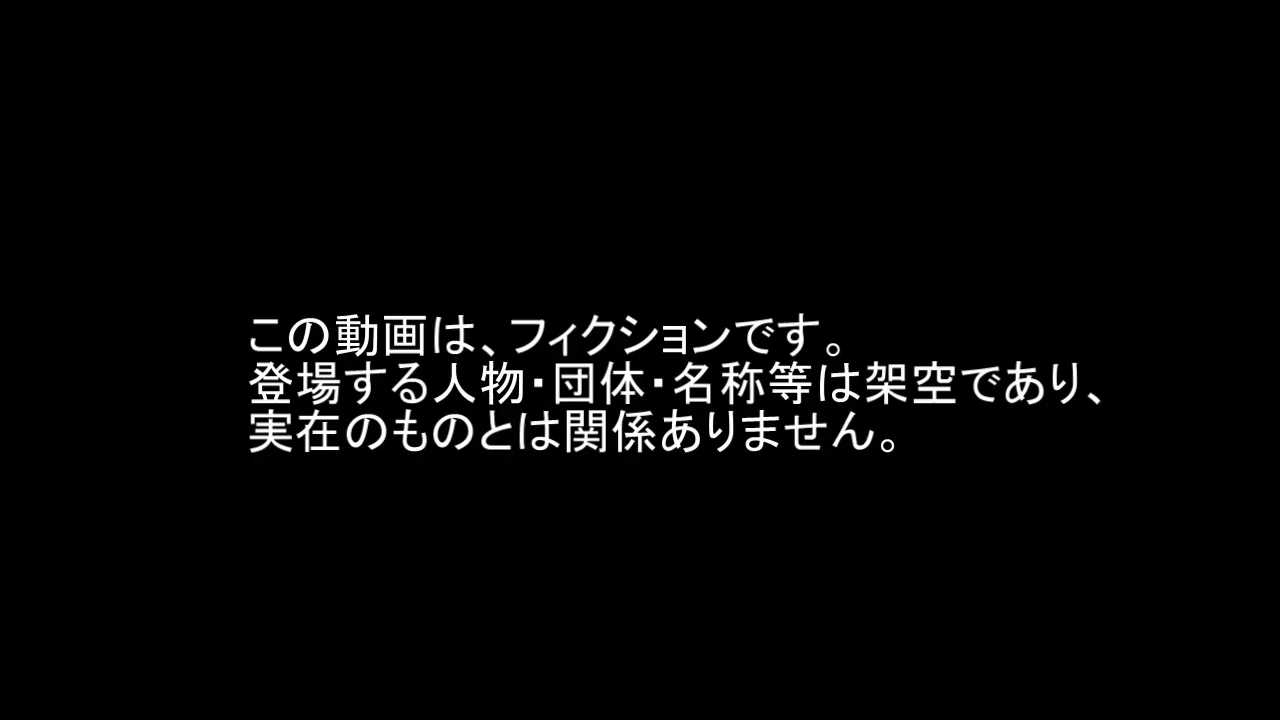 この動画は、フィクションです。
登場する人物・団体・名称等は架空であり、
実在のものとは関係ありません。